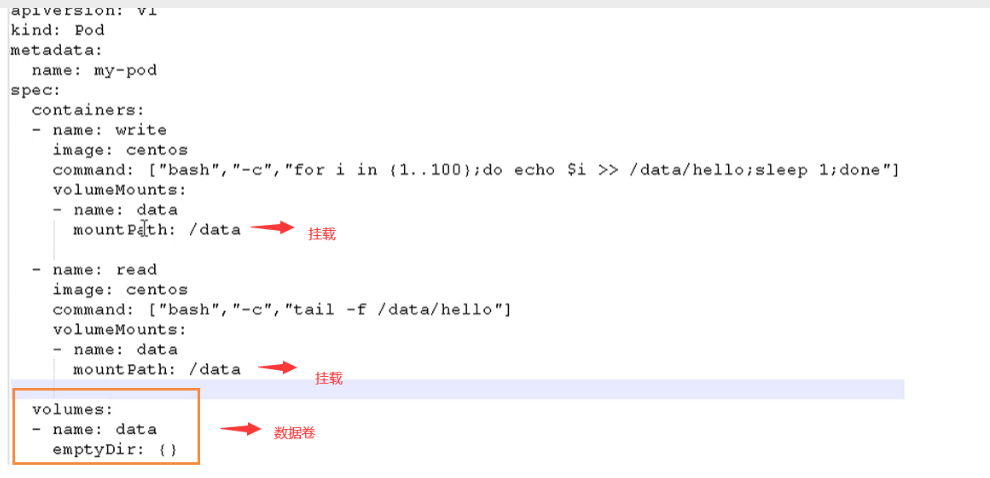 apiVersion: v1
kind: Pod
metadata:
  name: my-pod
spec:
  containers:
  - name: write
    image: centos
    command: ["bash","-c","for i in {1..100};do echo $i >> /data/hello;sleep 1;done"]
    volumeMounts:
    - name: data
      mountPath: /data 挂载
  - name: read
    image: centos
    command: ["bash","-c","tail -f /data/hello"]
    volumeMounts:
    - name: data
      mountPath: /data 挂载
  volumes:
  - name: data 数据卷
    emptyDir: {}